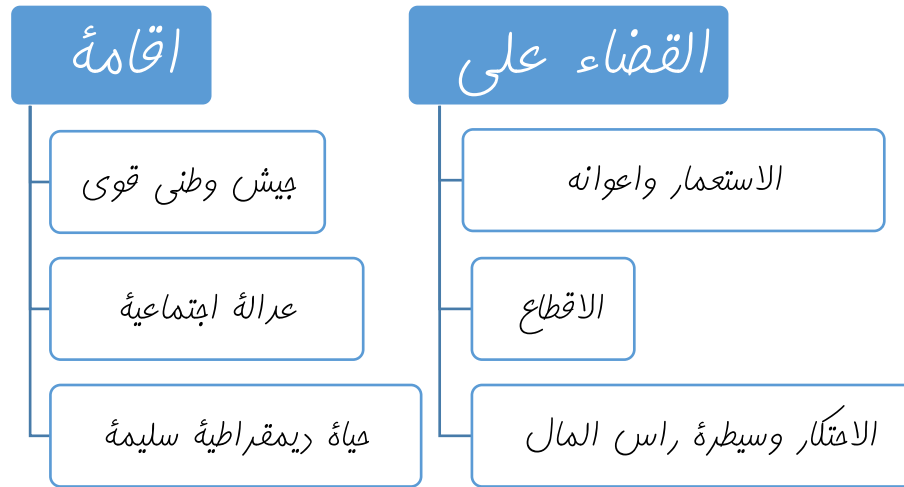 القضاء على
الاستعمار واعوانه
الاقطاع
الاحتكار وسيطرة راس المال
اقامة
جيش وطنى قوى
عدالة اجتماعية
حياة ديمقراطية سليمة